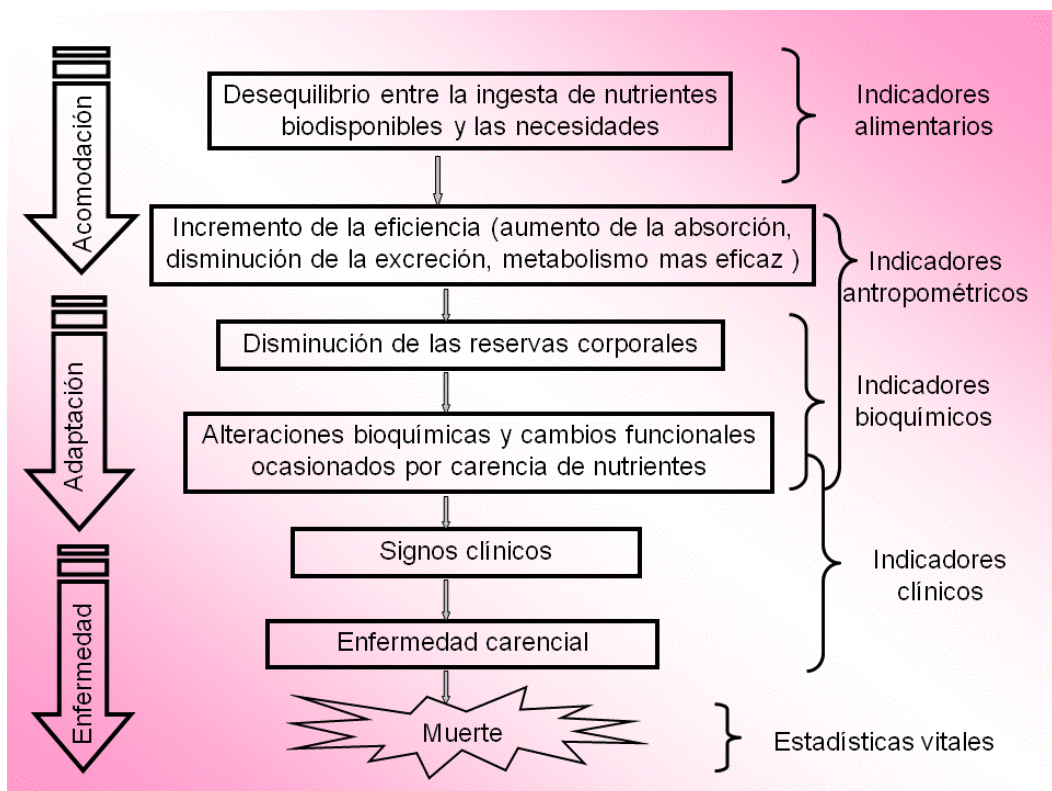 Acomodación
Desequilibrio entre la ingesta de nutrientes
biodisponibles y las necesidades
Indicadores
alimentarios
Incremento de la eficiencia (aumento de la absorción,
disminución de la excreción, metabolismo mas eficaz )
Indicadores
antropométricos
Adaptación
Disminución de las reservas corporales
Indicadores
bioquímicos
Alteraciones bioquímicas y cambios funcionales
ocasionados por carencia de nutrientes
Signos clínicos
Indicadores
clínicos
Enfermedad
Enfermedad carencial
Muerte
Estadísticas vitales